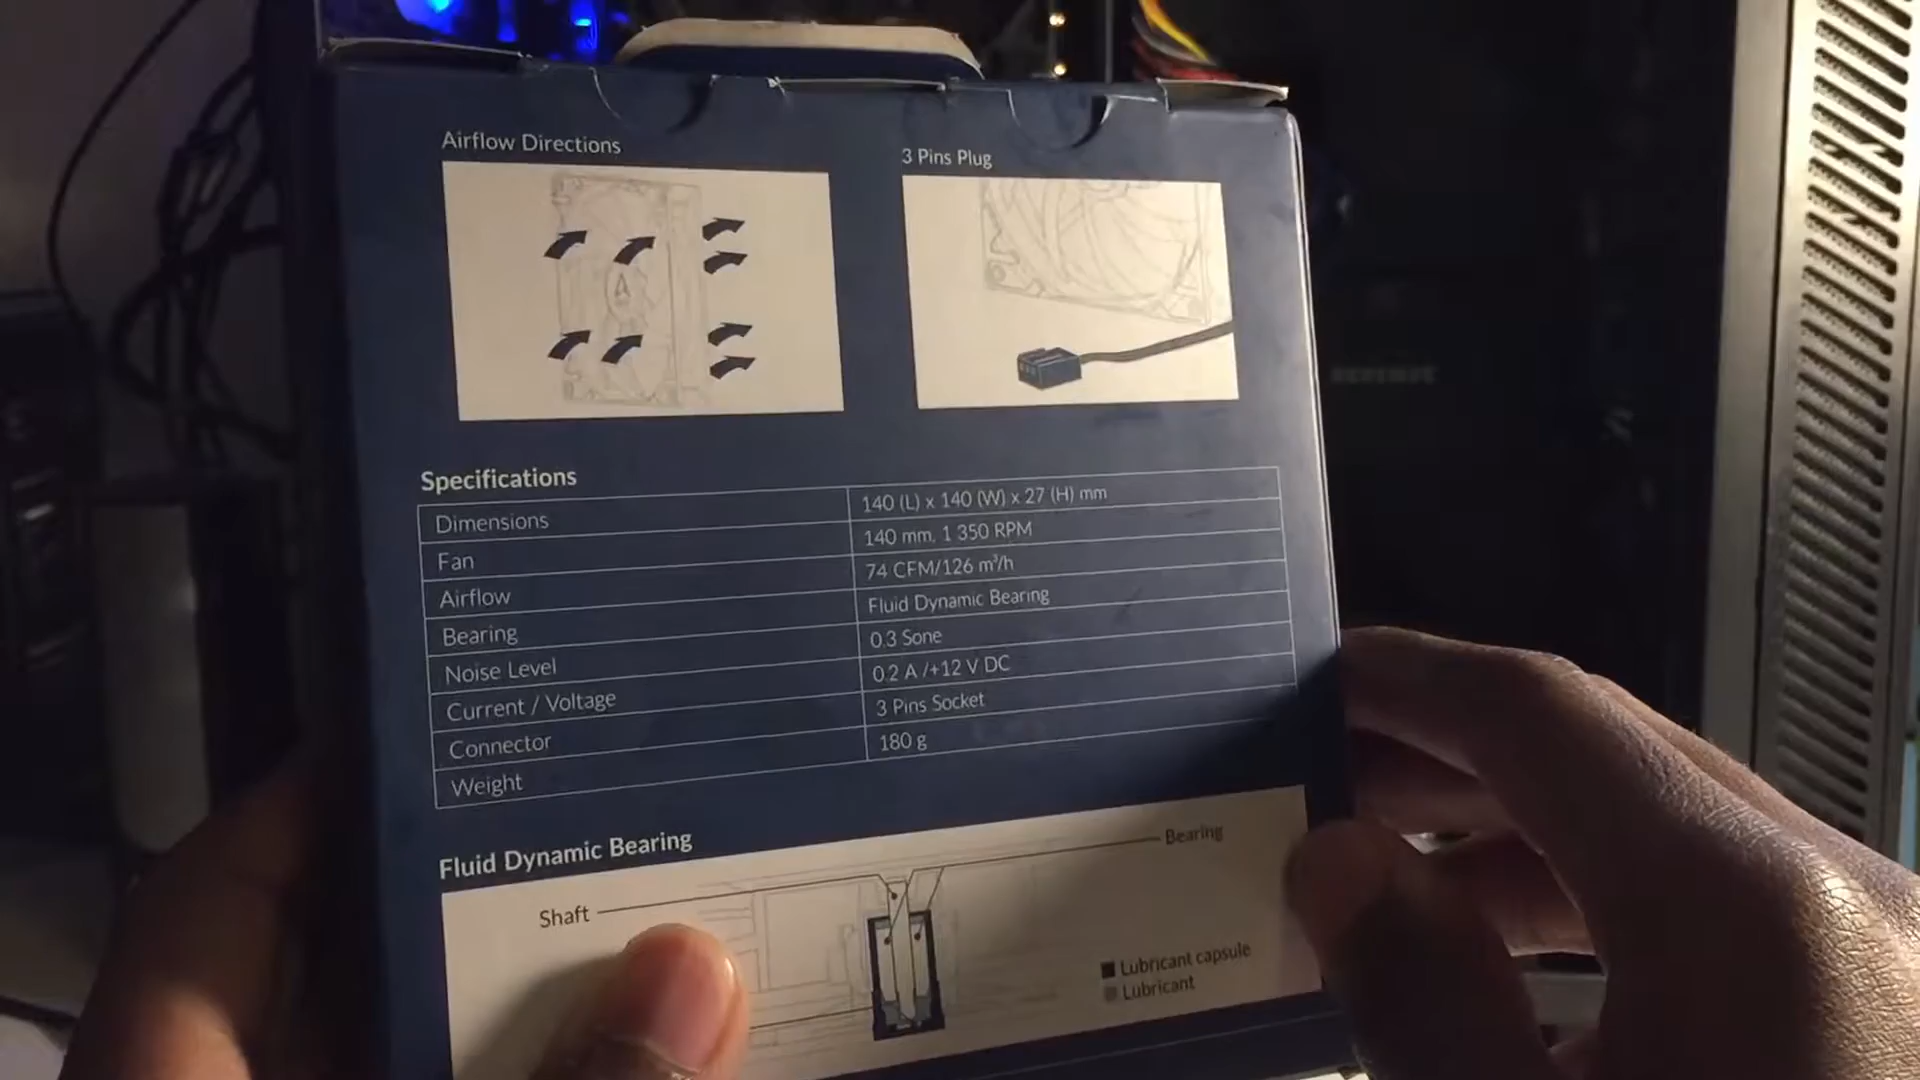 Airflow Directions
3 Pins Plug
Specifications
Dimensions 140 (L) x 140 (W) x 27 (H) mm
Fan 140 mm, 1 350 RPM
Airflow 74 CFM/126 m³/h
Bearing Fluid Dynamic Bearing
Noise Level 0.3 Sone
Current / Voltage 0.2 A /+12 V DC
Connector 3 Pins Socket
Weight 180 g
Fluid Dynamic Bearing
Bearing
Shaft
Lubricant capsule
Lubricant